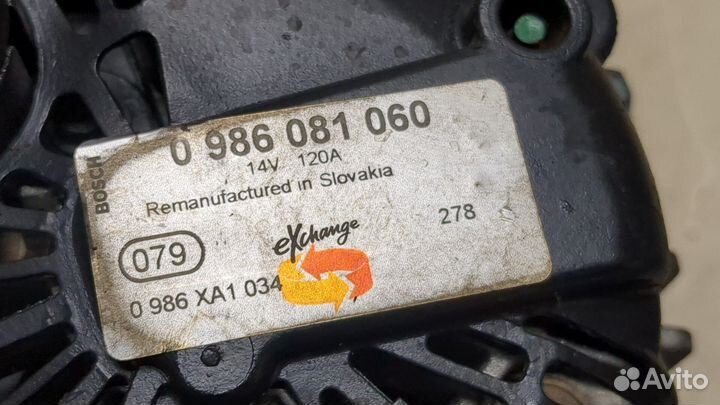 BOSCH
0 986 081 060
14V 120A
Remanufactured in Slovakia
eXchange
278
079
0 986 XA1 034
Avito